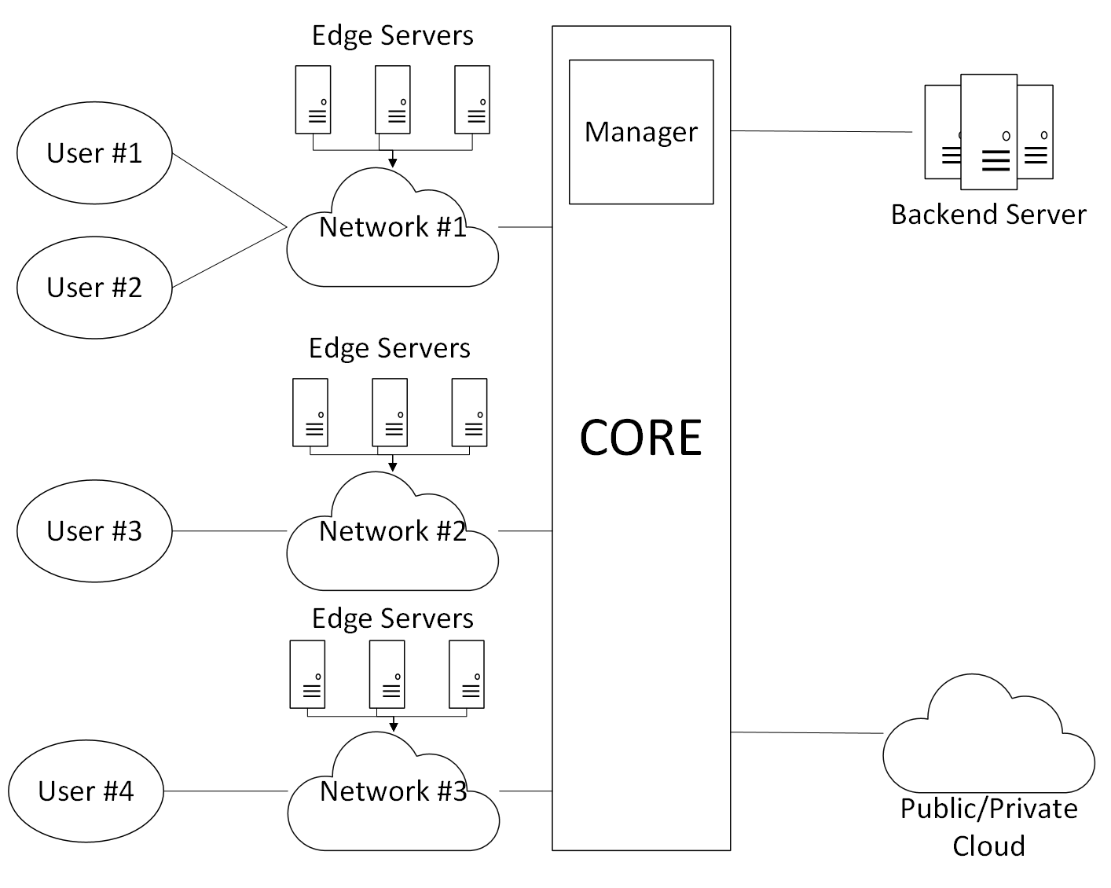 Edge Servers
Manager
User #1
Network #1
Backend Server
User #2
Edge Servers
CORE
User #3
Network #2
Edge Servers
User #4
Network #3
Public/Private
Cloud